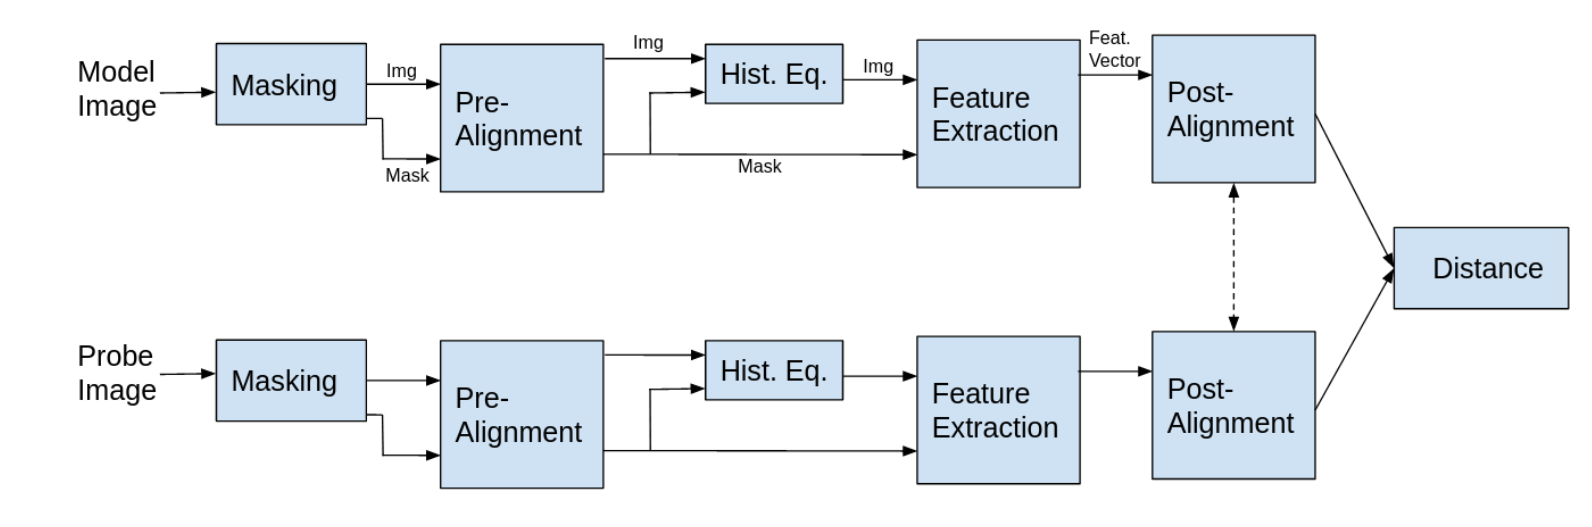 Model
Image
Masking
Img
Mask
Pre-
Alignment
Img
Hist. Eq.
Img
Mask
Feature
Extraction
Feat.
Vector
Post-
Alignment
Distance
Probe
Image
Masking
Pre-
Alignment
Hist. Eq.
Feature
Extraction
Post-
Alignment